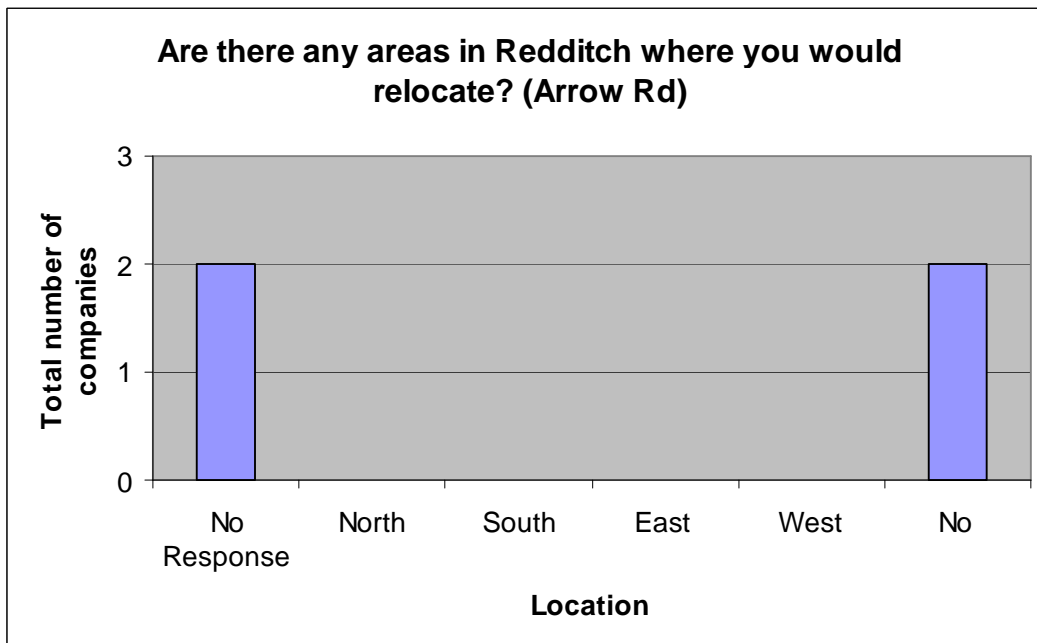 Are there any areas in Redditch where you would
relocate? (Arrow Rd)
Total number of
companies
3
2
1
0
No
Response
North
South
East
West
No
Location